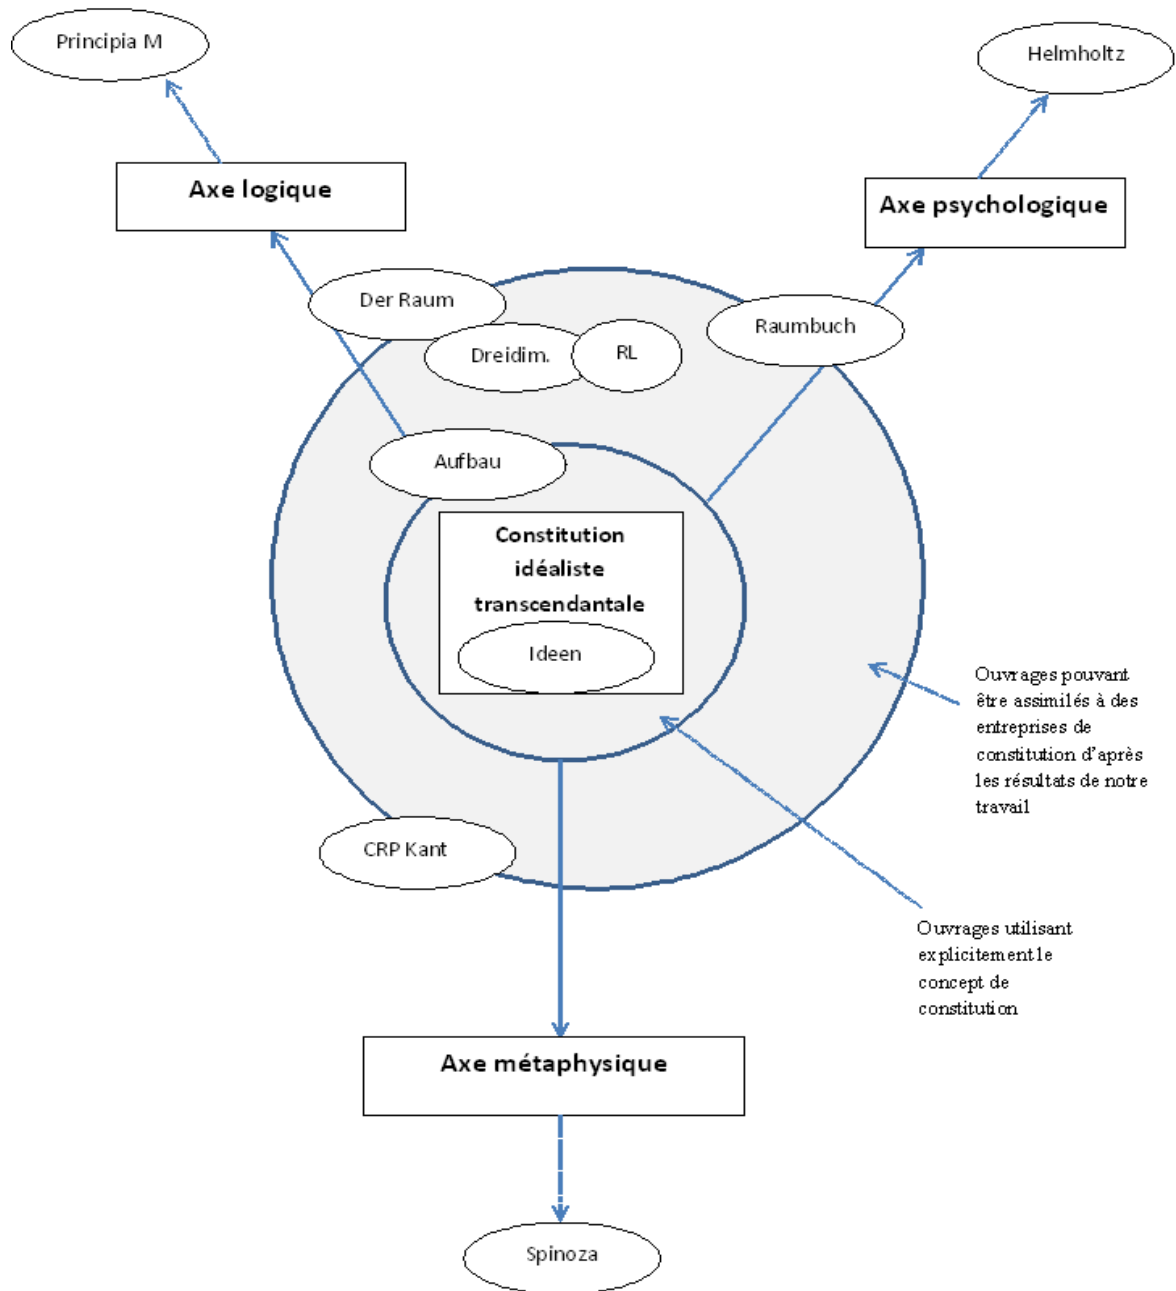 Principia M
Helmholtz
Axe logique
Axe psychologique
Der Raum
Raumbuch
Dreidim.
RL
Aufbau
Constitution
idéaliste
transcendantale
Ideen
Ouvrages pouvant
être assimilés à des
entreprises de
constitution d’après
les résultats de notre
travail
CRP Kant
Ouvrages utilisant
explicitement le
concept de
constitution
Axe métaphysique
Spinoza